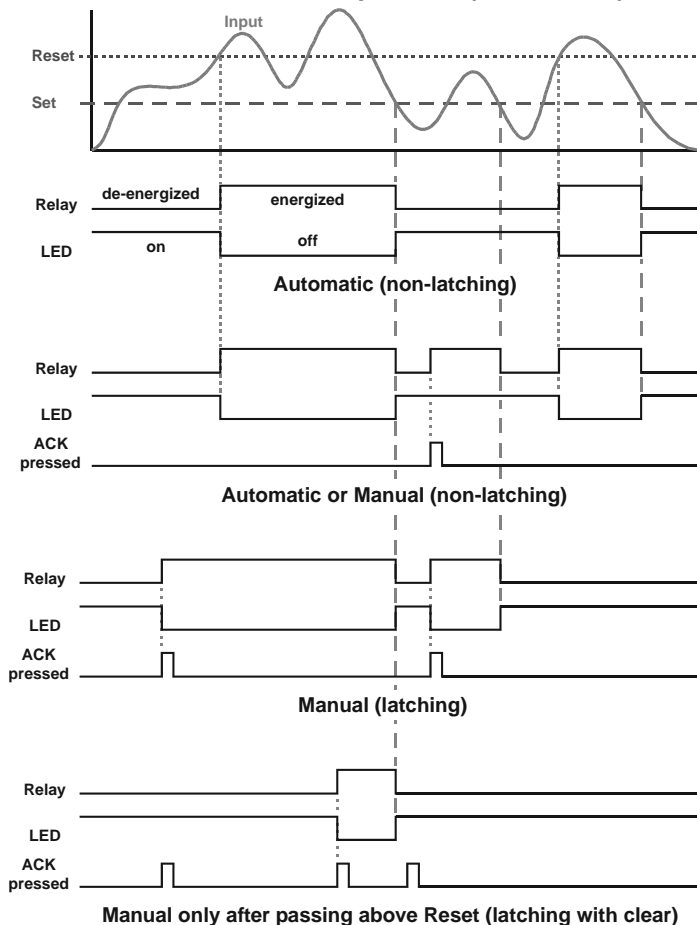 Input
Reset
Set
de-energized
energized
Relay
LED
on
off
Automatic (non-latching)
Relay
LED
ACK
pressed
Automatic or Manual (non-latching)
Relay
LED
ACK
pressed
Manual (latching)
Relay
LED
ACK
pressed
Manual only after passing above Reset (latching with clear)